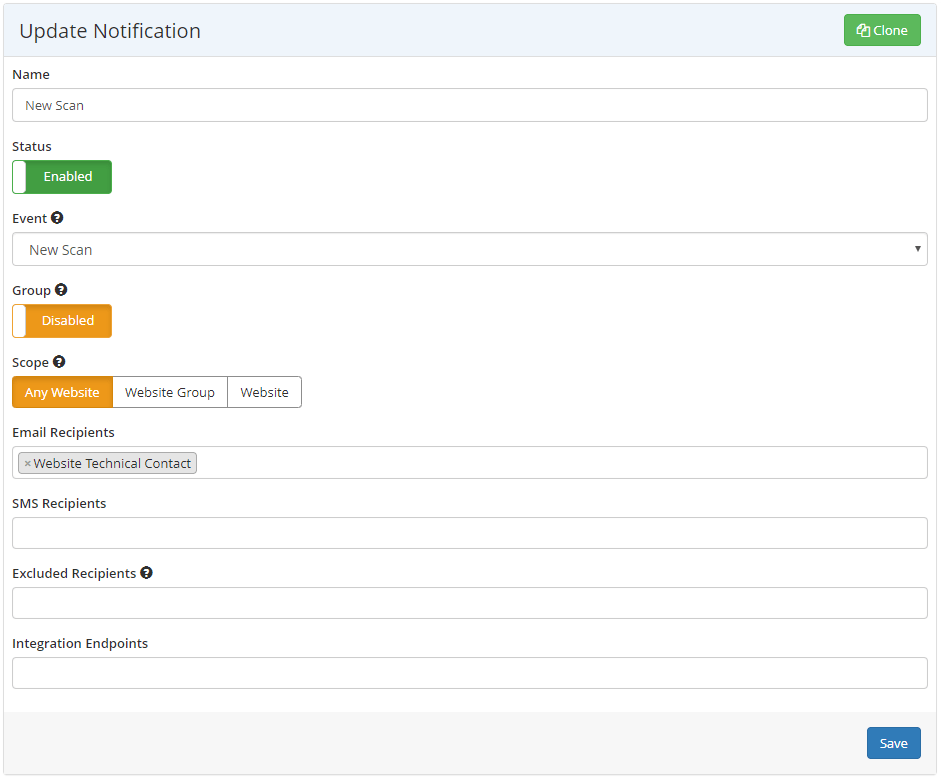 Update Notification
Clone
Name
New Scan
Status
Enabled
Event
New Scan
Group
Disabled
Scope
Any Website Website Group Website
Email Recipients
× Website Technical Contact
SMS Recipients
Excluded Recipients
Integration Endpoints
Save